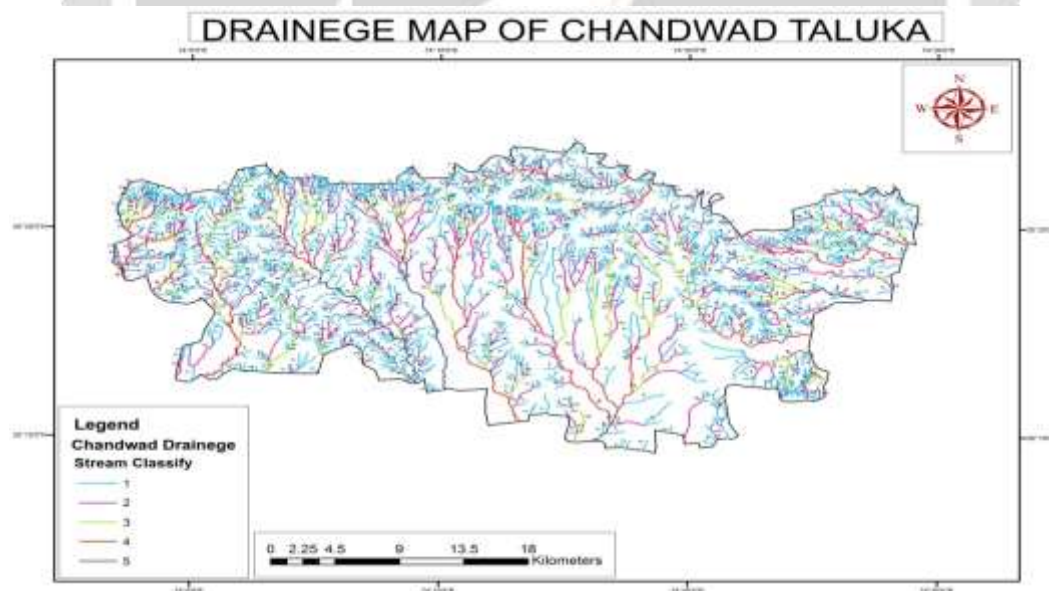 DRAINEGE MAP OF CHANDWAD TALUKA
N
W E
S
Legend
Chandwad Drainege
Stream Classify
1
2
3
4
5
0 2.25 4.5 9 13.5 18
Kilometers